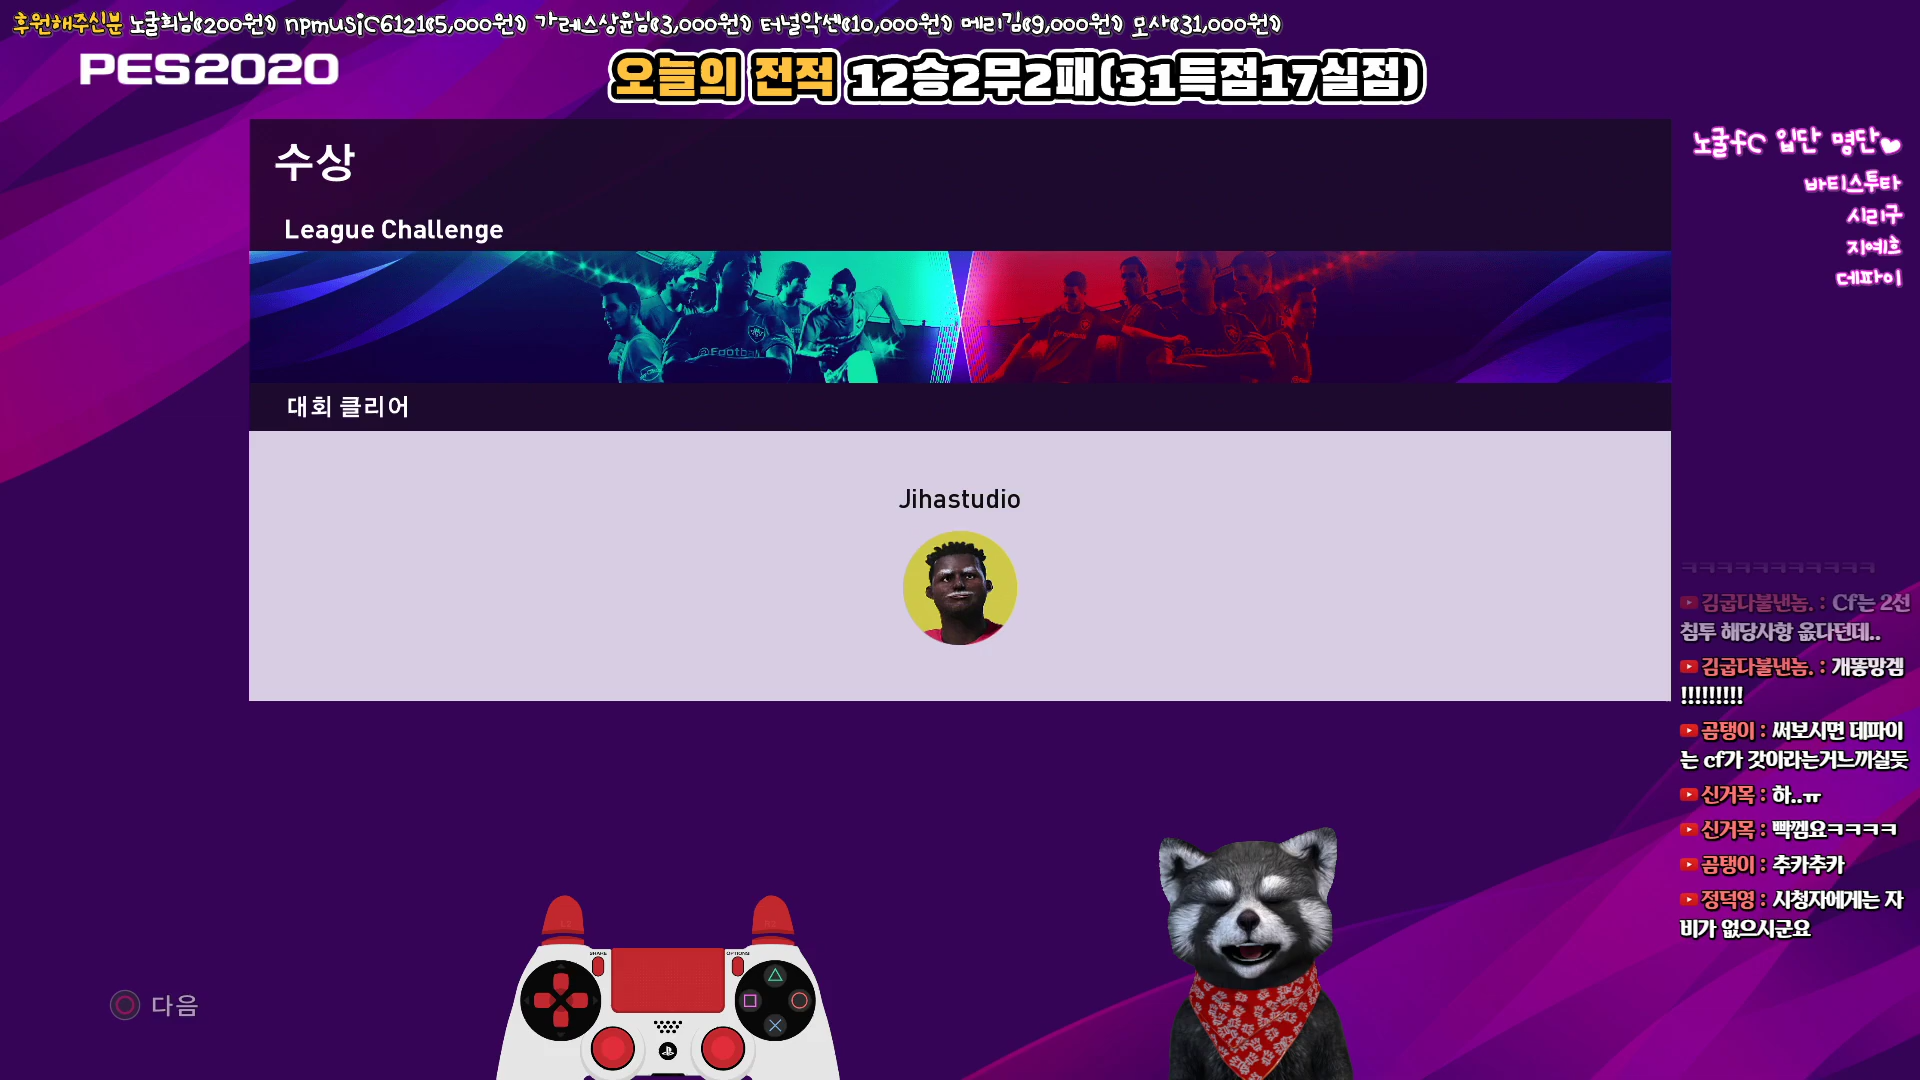 후원해주신분 노굴희님(200원) npmusic6121(5,000원) 가레스상윤님(3,000원) 터널악센(10,000원) 메리김(9,000원) 모사(31,000원)
PES2020
오늘의 전적 12승2무2패(31득점17실점)
수상
League Challenge
대회 클리어
Jihastudio
노굴fC 입단 명단
바티스투타
시리구
지예흐
데파이
ㅋㅋㅋㅋㅋㅋㅋㅋㅋㅋㅋ
김굽다불낸놈. : Cf는 2선
침투 해당사항 옶다던데..
김굽다불낸놈. : 개똥망겜
!!!!!!!!!
곰탱이 : 써보시면 데파이
는 cf가 갓이라는거느끼실듯
신거목 : 하..ㅠ
신거목 : 빡껨요ㅋㅋㅋㅋ
곰탱이 : 추카추카
정덕영 : 시청자에게는 자
비가 없으시군요
SHARE
OPTIONS
다음